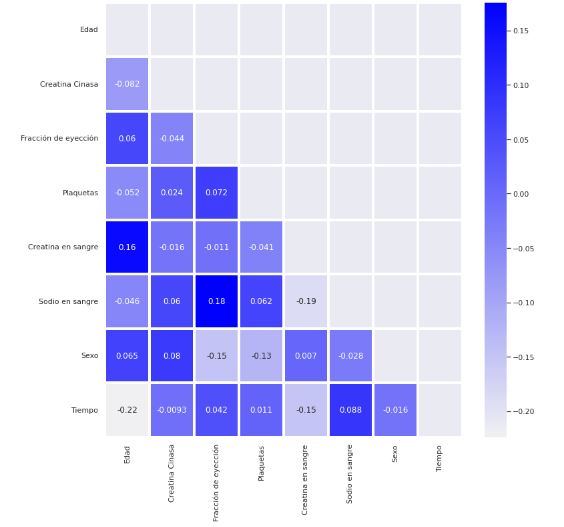 Edad
Creatina Cinasa -0.082
Fracción de eyección 0.06 -0.044
Plaquetas -0.052 0.024 0.072
Creatina en sangre 0.16 -0.016 -0.011 -0.041
Sodio en sangre -0.046 0.06 0.18 0.062 -0.19
Sexo 0.065 0.08 -0.15 -0.13 0.007 -0.028
Tiempo -0.22 -0.0093 0.042 0.011 -0.15 0.088 -0.016
Edad
Creatina Cinasa
Fracción de eyección
Plaquetas
Creatina en sangre
Sodio en sangre
Sexo
Tiempo
0.15
0.10
0.05
0.00
−0.05
−0.10
−0.15
−0.20